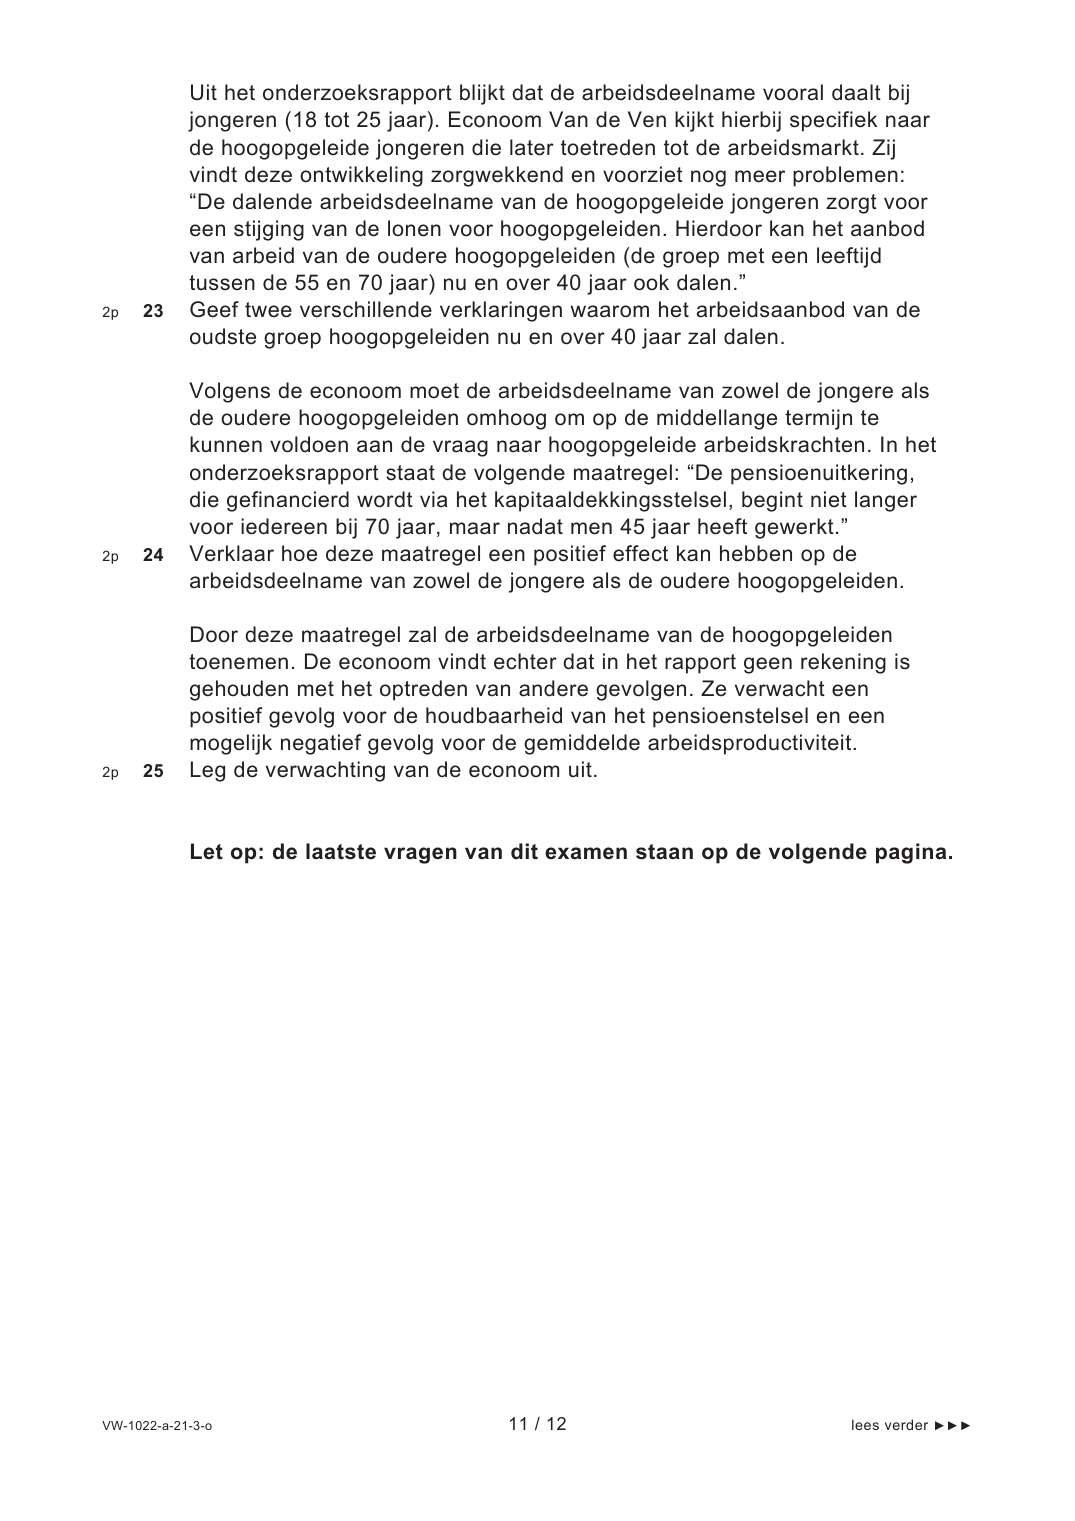 Uit het onderzoeksrapport blijkt dat de arbeidsdeelname vooral daalt bij
jongeren (18 tot 25 jaar). Econoom Van de Ven kijkt hierbij specifiek naar
de hoogopgeleide jongeren die later toetreden tot de arbeidsmarkt. Zij
vindt deze ontwikkeling zorgwekkend en voorziet nog meer problemen:
“De dalende arbeidsdeelname van de hoogopgeleide jongeren zorgt voor
een stijging van de lonen voor hoogopgeleiden. Hierdoor kan het aanbod
van arbeid van de oudere hoogopgeleiden (de groep met een leeftijd
tussen de 55 en 70 jaar) nu en over 40 jaar ook dalen.”
2p 23 Geef twee verschillende verklaringen waarom het arbeidsaanbod van de
oudste groep hoogopgeleiden nu en over 40 jaar zal dalen.
Volgens de econoom moet de arbeidsdeelname van zowel de jongere als
de oudere hoogopgeleiden omhoog om op de middellange termijn te
kunnen voldoen aan de vraag naar hoogopgeleide arbeidskrachten. In het
onderzoeksrapport staat de volgende maatregel: “De pensioenuitkering,
die gefinancierd wordt via het kapitaaldekkingsstelsel, begint niet langer
voor iedereen bij 70 jaar, maar nadat men 45 jaar heeft gewerkt.”
2p 24 Verklaar hoe deze maatregel een positief effect kan hebben op de
arbeidsdeelname van zowel de jongere als de oudere hoogopgeleiden.
Door deze maatregel zal de arbeidsdeelname van de hoogopgeleiden
toenemen. De econoom vindt echter dat in het rapport geen rekening is
gehouden met het optreden van andere gevolgen. Ze verwacht een
positief gevolg voor de houdbaarheid van het pensioenstelsel en een
mogelijk negatief gevolg voor de gemiddelde arbeidsproductiviteit.
2p 25 Leg de verwachting van de econoom uit.
Let op: de laatste vragen van dit examen staan op de volgende pagina.
VW-1022-a-21-3-o 11 / 12 lees verder ►►►